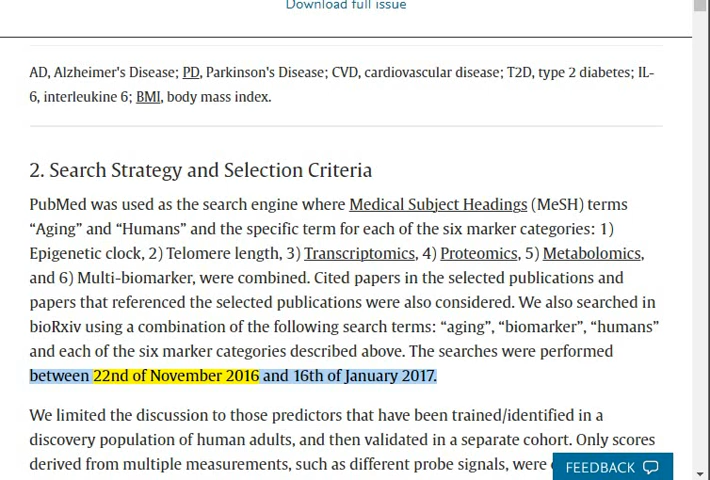 Download full issue
AD, Alzheimer's Disease; PD, Parkinson's Disease; CVD, cardiovascular disease; T2D, type 2 diabetes; IL-
6, interleukine 6; BMI, body mass index.
2. Search Strategy and Selection Criteria
PubMed was used as the search engine where Medical Subject Headings (MeSH) terms
“Aging” and “Humans” and the specific term for each of the six marker categories: 1)
Epigenetic clock, 2) Telomere length, 3) Transcriptomics, 4) Proteomics, 5) Metabolomics,
and 6) Multi-biomarker, were combined. Cited papers in the selected publications and
papers that referenced the selected publications were also considered. We also searched in
bioRxiv using a combination of the following search terms: “aging”, “biomarker”, “humans”
and each of the six marker categories described above. The searches were performed
between 22nd of November 2016 and 16th of January 2017.
We limited the discussion to those predictors that have been trained/identified in a
discovery population of human adults, and then validated in a separate cohort. Only scores
derived from multiple measurements, such as different probe signals, were
FEEDBACK